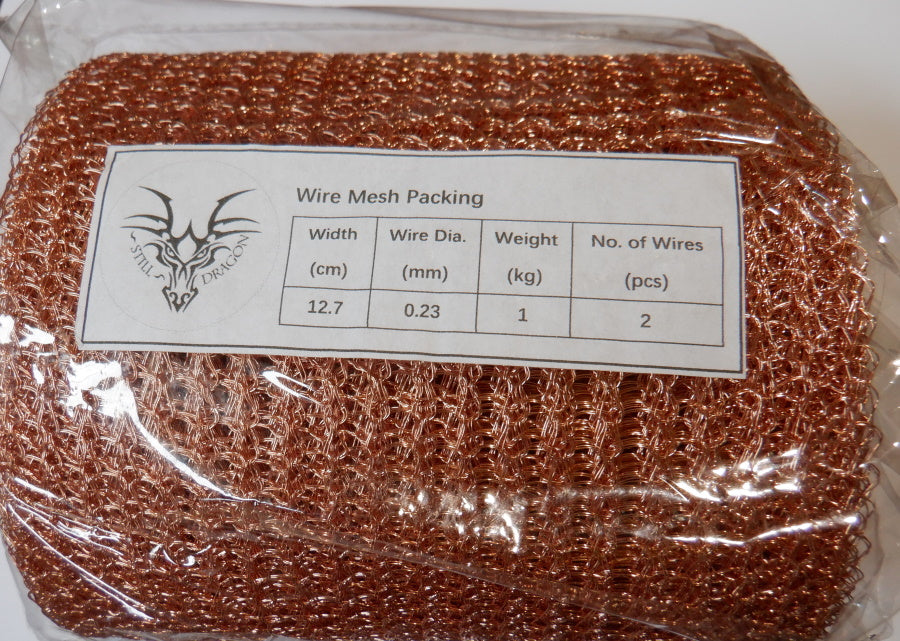 STILL DRAGON
Wire Mesh Packing
Width (cm) Wire Dia. (mm) Weight (kg) No. of Wires (pcs)
12.7 0.23 1 2